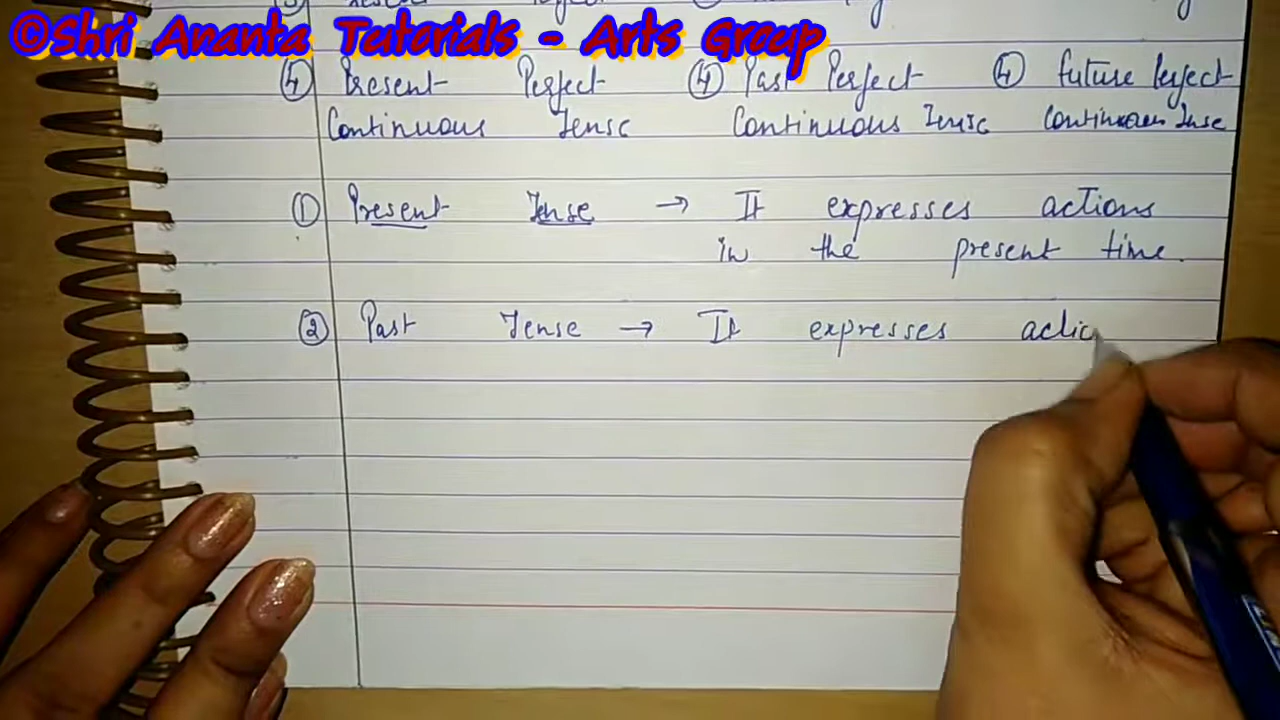 ©Shri Ananta Tutorials - Arts Group
④ Present Perfect ④ Past Perfect ④ future Perfect
Continuous Tense Continuous Tense Continuous Tense
① Present Tense → It expresses actions
in the present time.
② Past Tense → It expresses actio